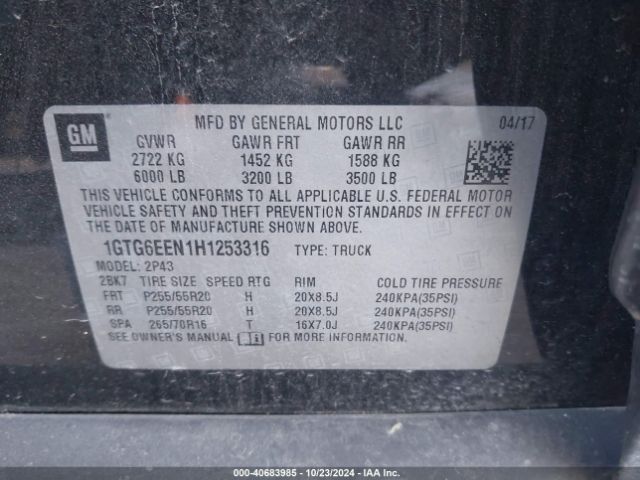 GM
MFD BY GENERAL MOTORS LLC 04/17
GVWR GAWR FRT GAWR RR
2722 KG 1452 KG 1588 KG
6000 LB 3200 LB 3500 LB
THIS VEHICLE CONFORMS TO ALL APPLICABLE U.S. FEDERAL MOTOR
VEHICLE SAFETY AND THEFT PREVENTION STANDARDS IN EFFECT ON
THE DATE OF MANUFACTURE SHOWN ABOVE.
1GTG6EEN1H1253316 TYPE: TRUCK
MODEL: 2P43
2BK7 TIRE SIZE SPEED RTG RIM COLD TIRE PRESSURE
FRT P255/55R20 H 20X8.5J 240KPA(35PSI)
RR P255/55R20 H 20X8.5J 240KPA(35PSI)
SPA 265/70R16 T 16X7.0J 240KPA(35PSI)
SEE OWNER'S MANUAL FOR MORE INFORMATION
000-40683985 - 10/23/2024 - IAA Inc.